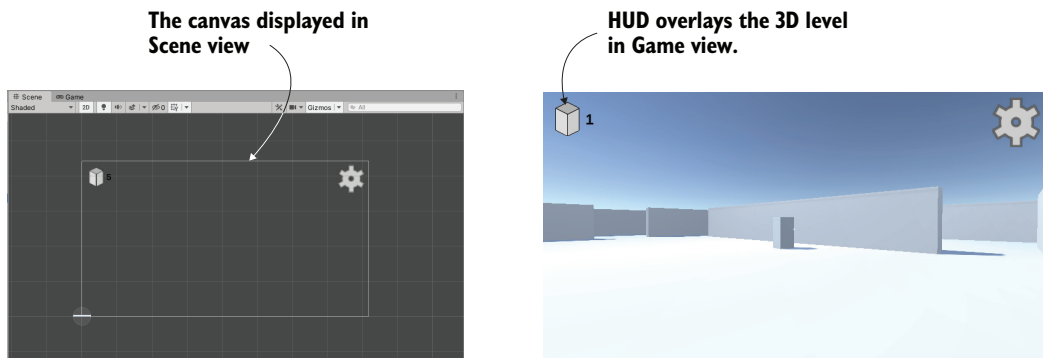 The canvas displayed in
Scene view
HUD overlays the 3D level
in Game view.
Scene
Game
Shaded
2D
0
Gizmos
All
5
1